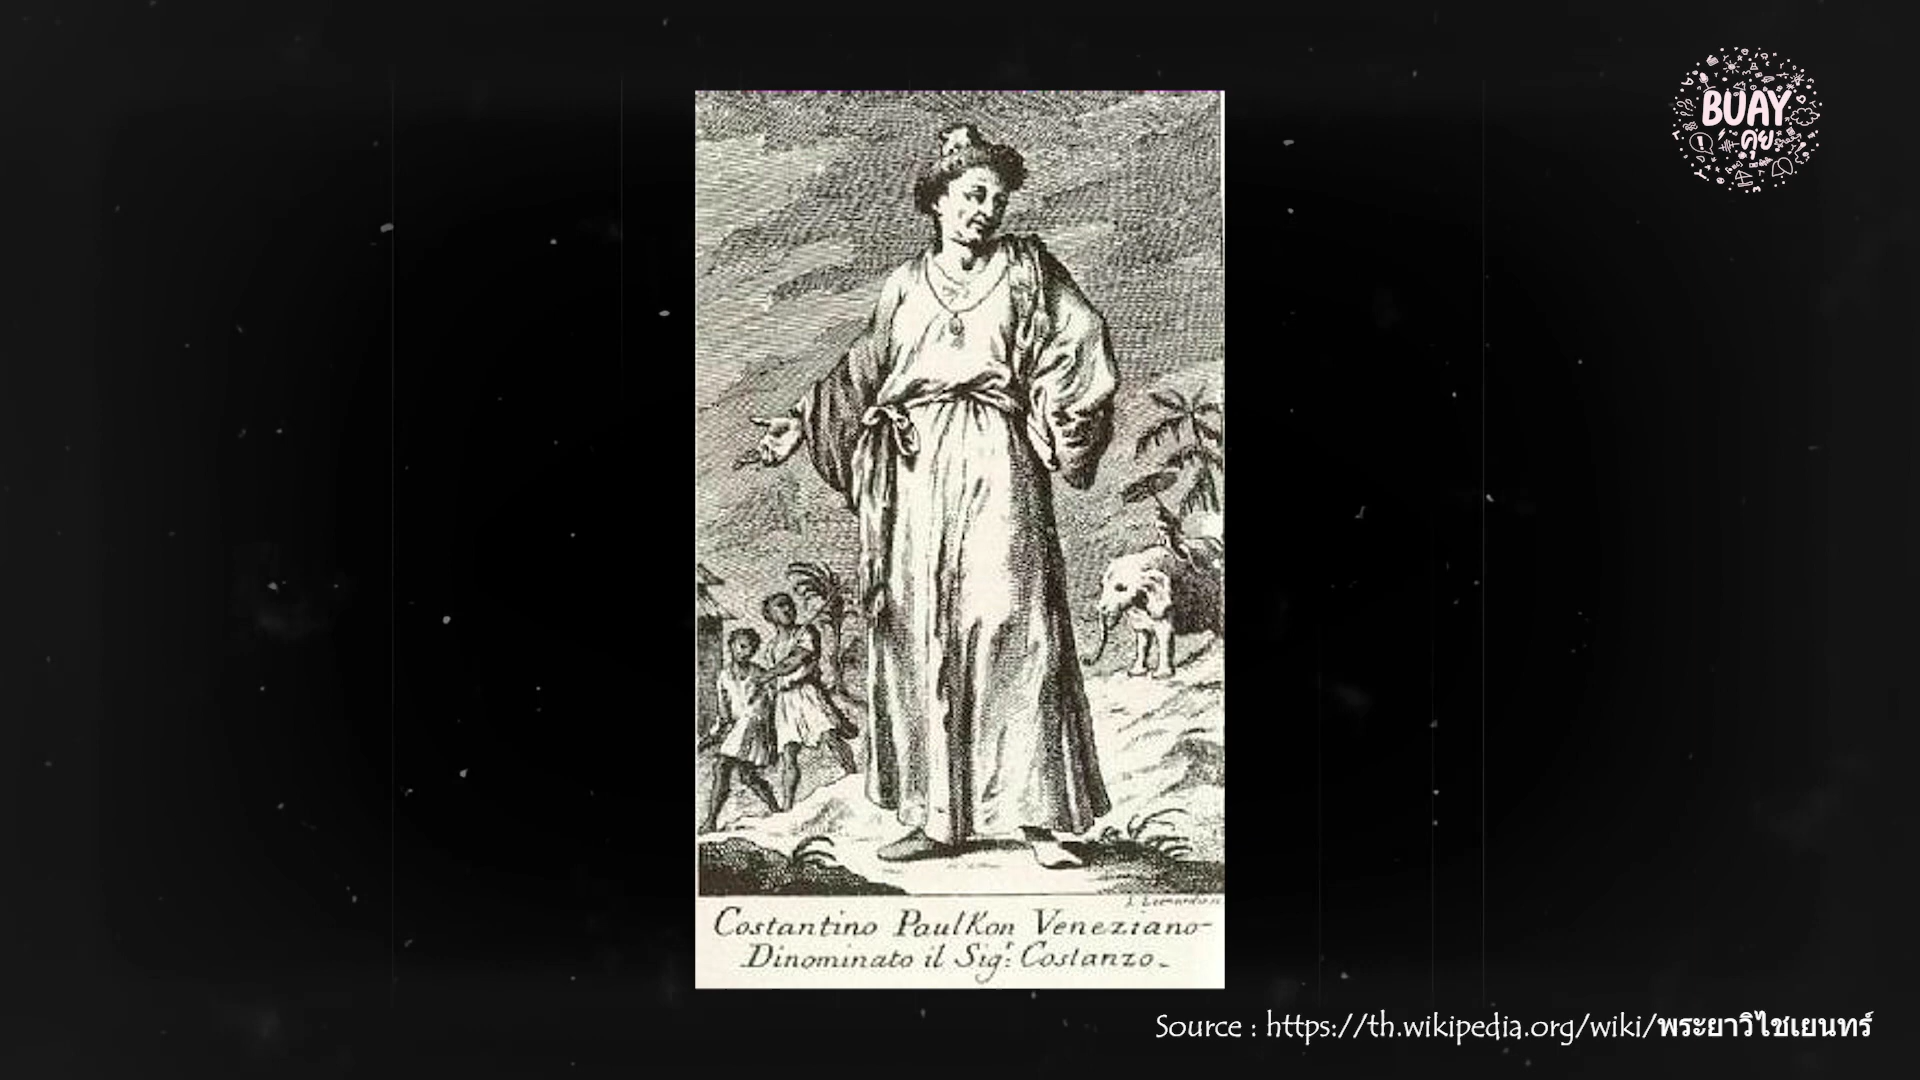 BUAY
คุ่ย
Costantino Paulkon Veneziano
Dinominato il Sigr: Costanzo.
Source : https://th.wikipedia.org/wiki/พระยาวิไชเยนทร์